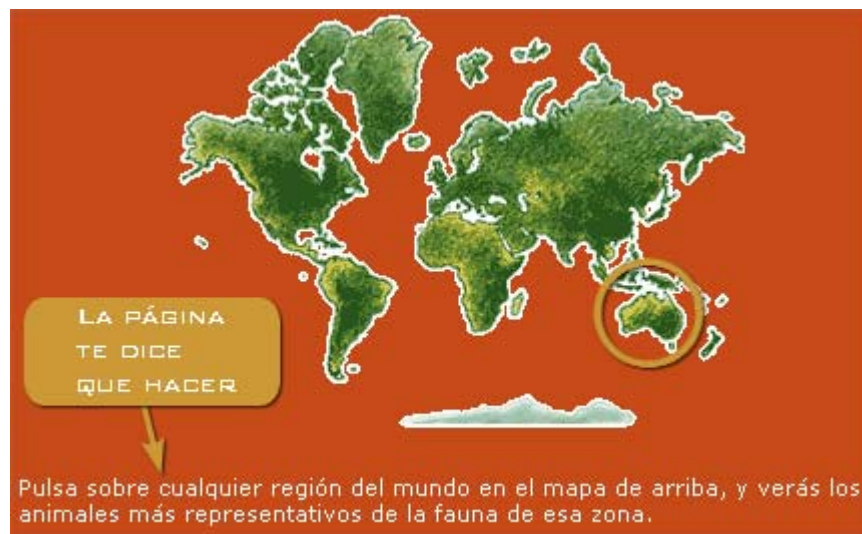 La página
te dice
que hacer
Pulsa sobre cualquier región del mundo en el mapa de arriba, y verás los
animales más representativos de la fauna de esa zona.